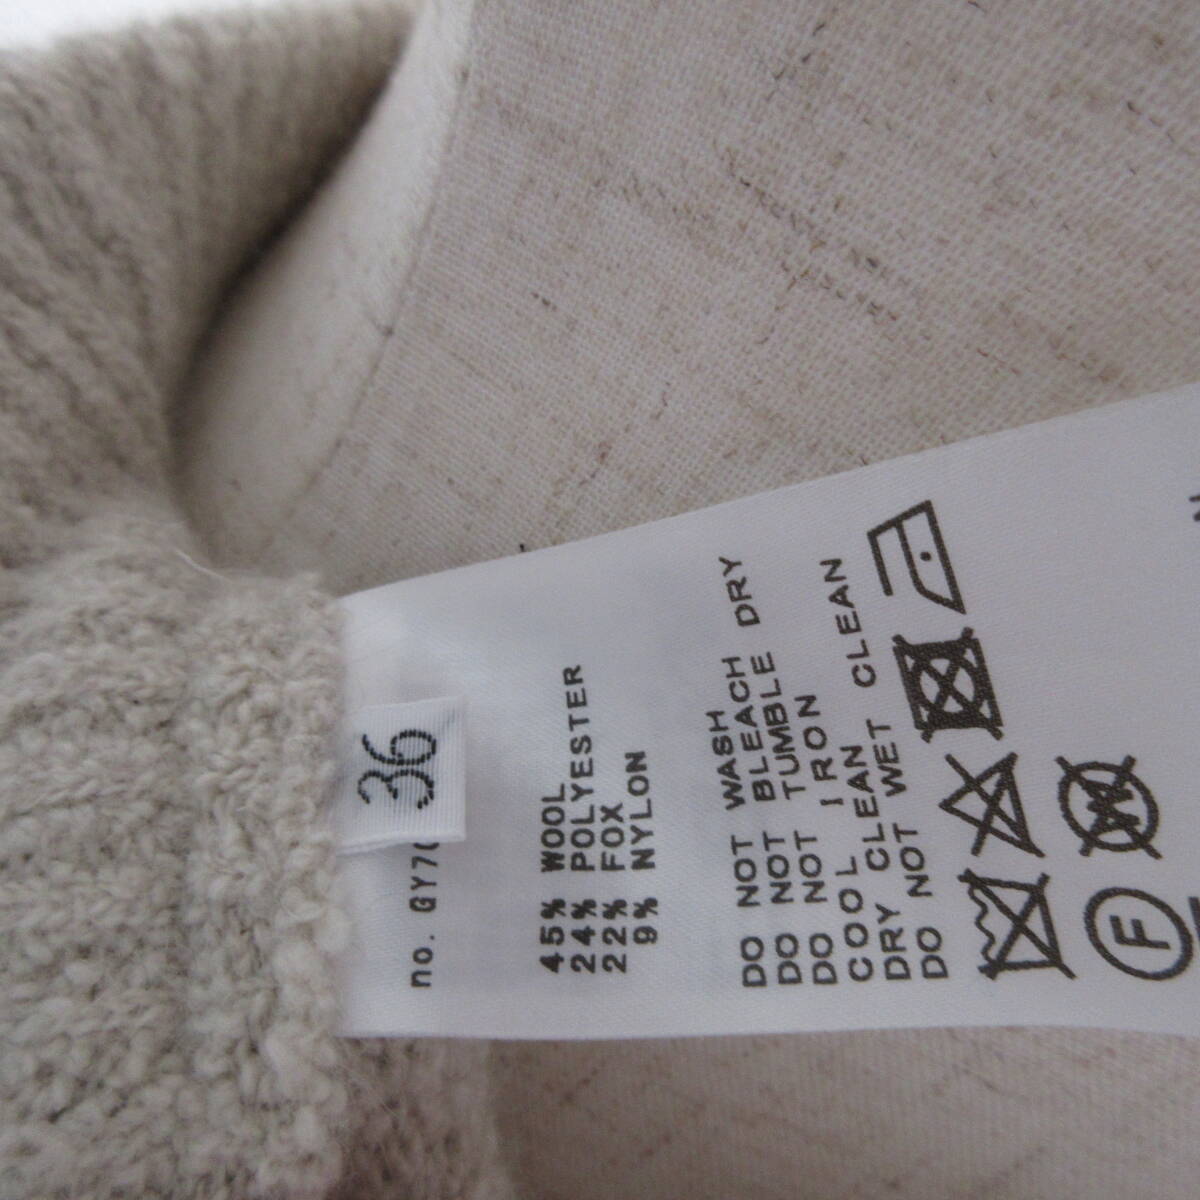 36
no. GY70
45% WOOL
24% POLYESTER
22% FOX
9% NYLON
DO NOT WASH
DO NOT BLEACH
DO NOT TUMBLE DRY
COOL IRON
DRY CLEAN
DO NOT WET CLEAN
F
W